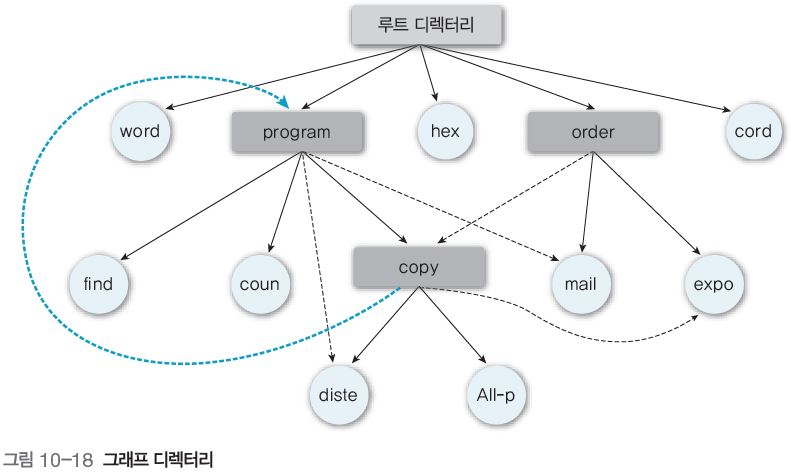 루트 디렉터리
word
program
hex
order
cord
find
coun
copy
mail
expo
diste
All-p
그림 10-18 그래프 디렉터리